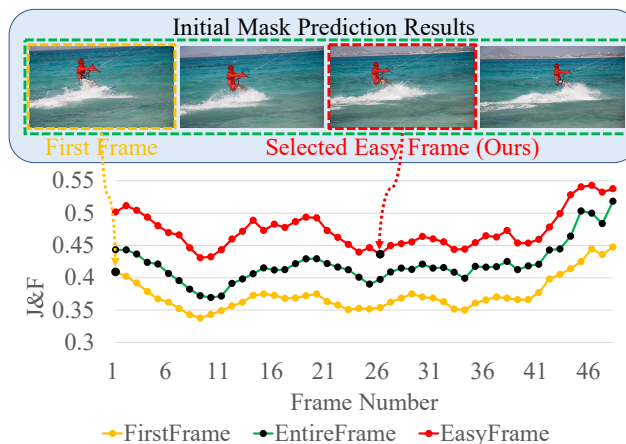 Initial Mask Prediction Results
First Frame
Selected Easy Frame (Ours)
0.55
0.5
0.45
0.4
0.35
0.3
J&F
1 6 11 16 21 26 31 36 41 46
Frame Number
FirstFrame EntireFrame EasyFrame